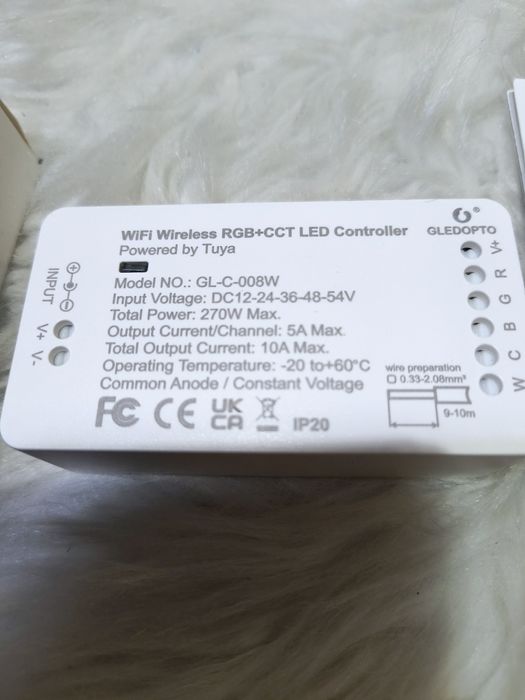 WiFi Wireless RGB+CCT LED Controller
Powered by Tuya
Model NO.: GL-C-008W
Input Voltage: DC12-24-36-48-54V
Total Power: 270W Max.
Output Current/Channel: 5A Max.
Total Output Current: 10A Max.
Operating Temperature: -20 to+60°C
Common Anode / Constant Voltage
FC CE UK CA IP20
INPUT
V+
V-
®
GLEDOPTO
V+
R
G
B
C
W
wire preparation
0.33-2.08mm²
9-10m